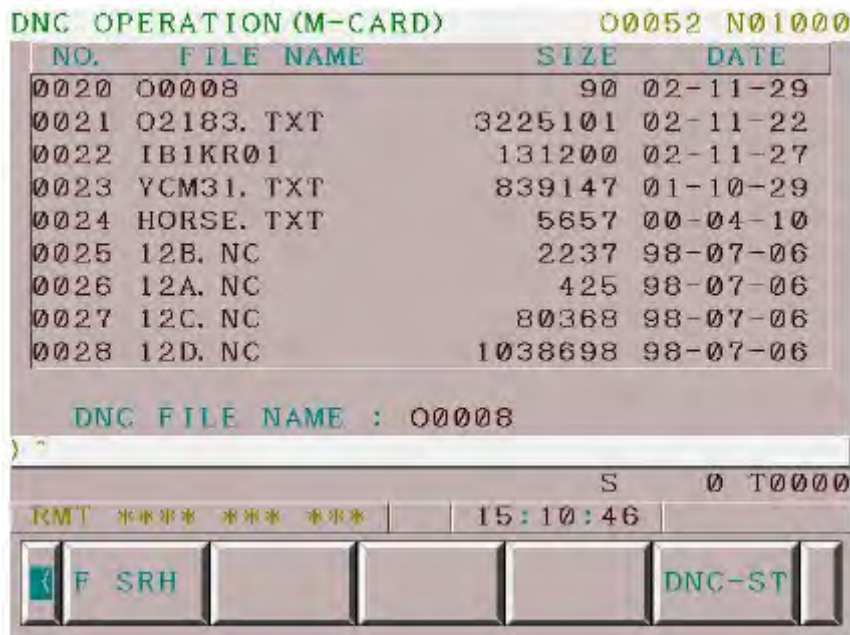 DNC OPERATION(M-CARD) O0052 N01000
NO. FILE NAME SIZE DATE
0020 O0008 90 02-11-29
0021 O2183. TXT 3225101 02-11-22
0022 IB1KR01 131200 02-11-27
0023 YCM31. TXT 839147 01-10-29
0024 HORSE. TXT 5657 00-04-10
0025 12B. NC 2237 98-07-06
0026 12A. NC 425 98-07-06
0027 12C. NC 80368 98-07-06
0028 12D. NC 1038698 98-07-06
DNC FILE NAME : O0008
) ^
S 0 T0000
RMT **** *** *** 15:10:46
F SRH DNC-ST